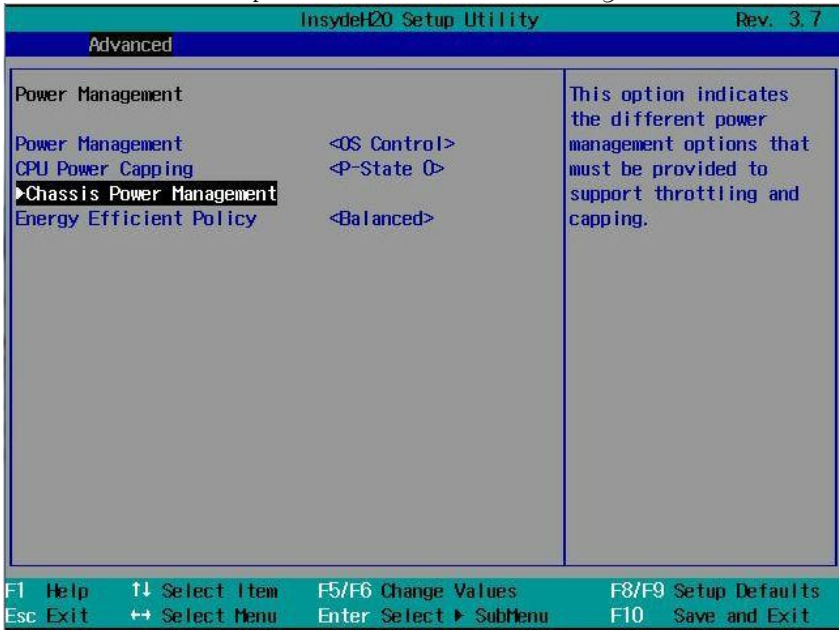 InsydeH20 Setup Utility Rev. 3.7
Advanced
Power Management
Power Management <OS Control>
CPU Power Capping <P-State 0>
▶Chassis Power Management
Energy Efficient Policy <Balanced>
This option indicates
the different power
management options that
must be provided to
support throttling and
capping.
F1 Help ↑↓ Select Item F5/F6 Change Values F8/F9 Setup Defaults
Esc Exit ↔ Select Menu Enter Select ▶ SubMenu F10 Save and Exit